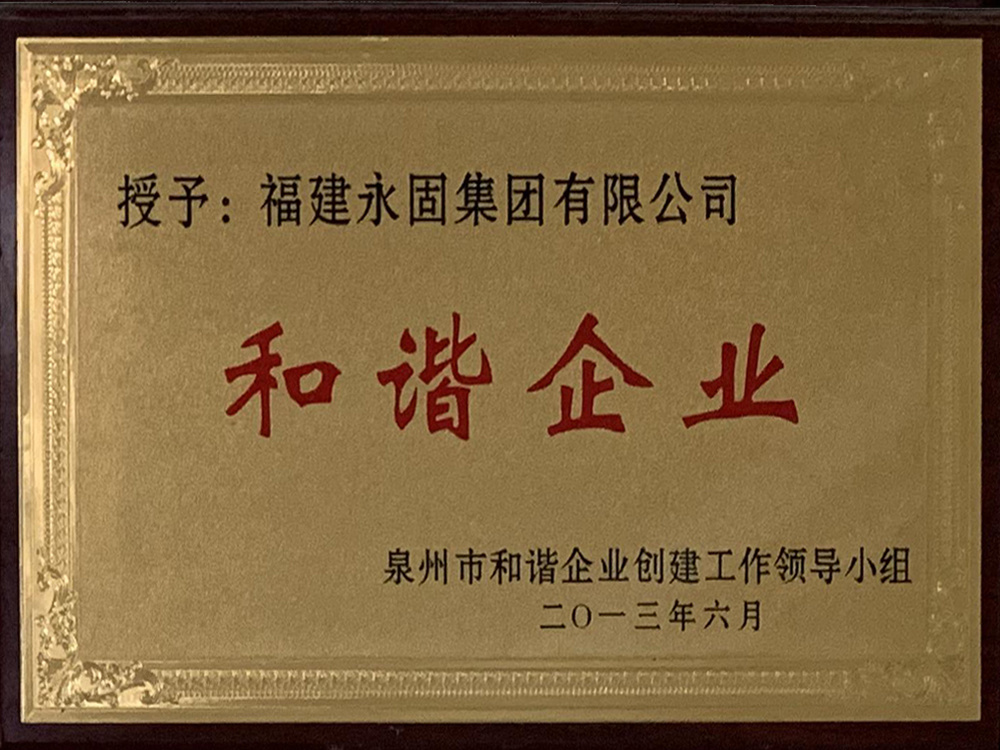 授予：福建永固集团有限公司
和谐企业
泉州市和谐企业创建工作领导小组
二〇一三年六月